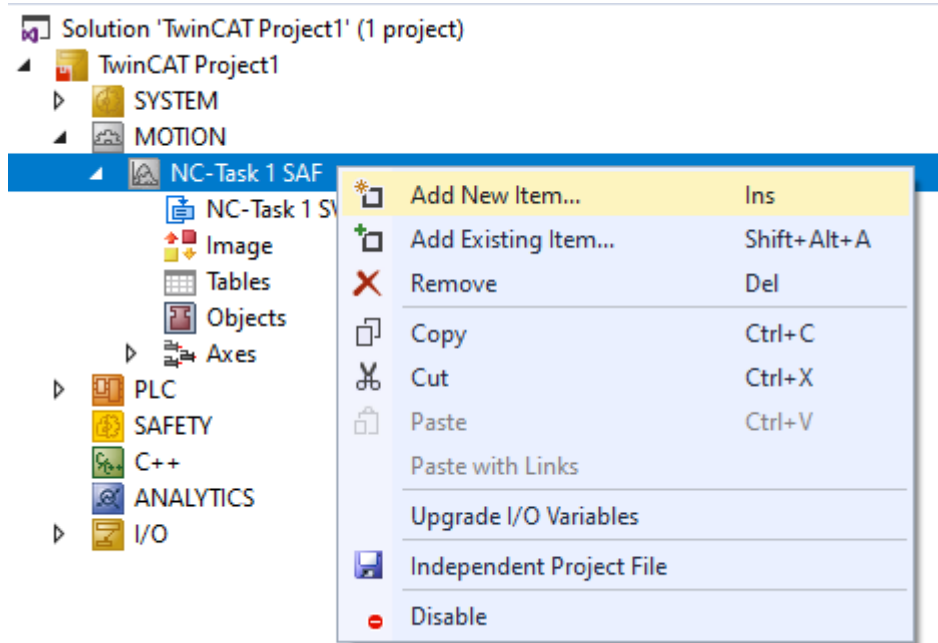 Solution 'TwinCAT Project1' (1 project)
TwinCAT Project1
SYSTEM
MOTION
NC-Task 1 SAF
NC-Task 1
Image
Tables
Objects
Axes
PLC
SAFETY
C++
ANALYTICS
I/O
Add New Item... Ins
Add Existing Item... Shift+Alt+A
Remove Del
Copy Ctrl+C
Cut Ctrl+X
Paste Ctrl+V
Paste with Links
Upgrade I/O Variables
Independent Project File
Disable